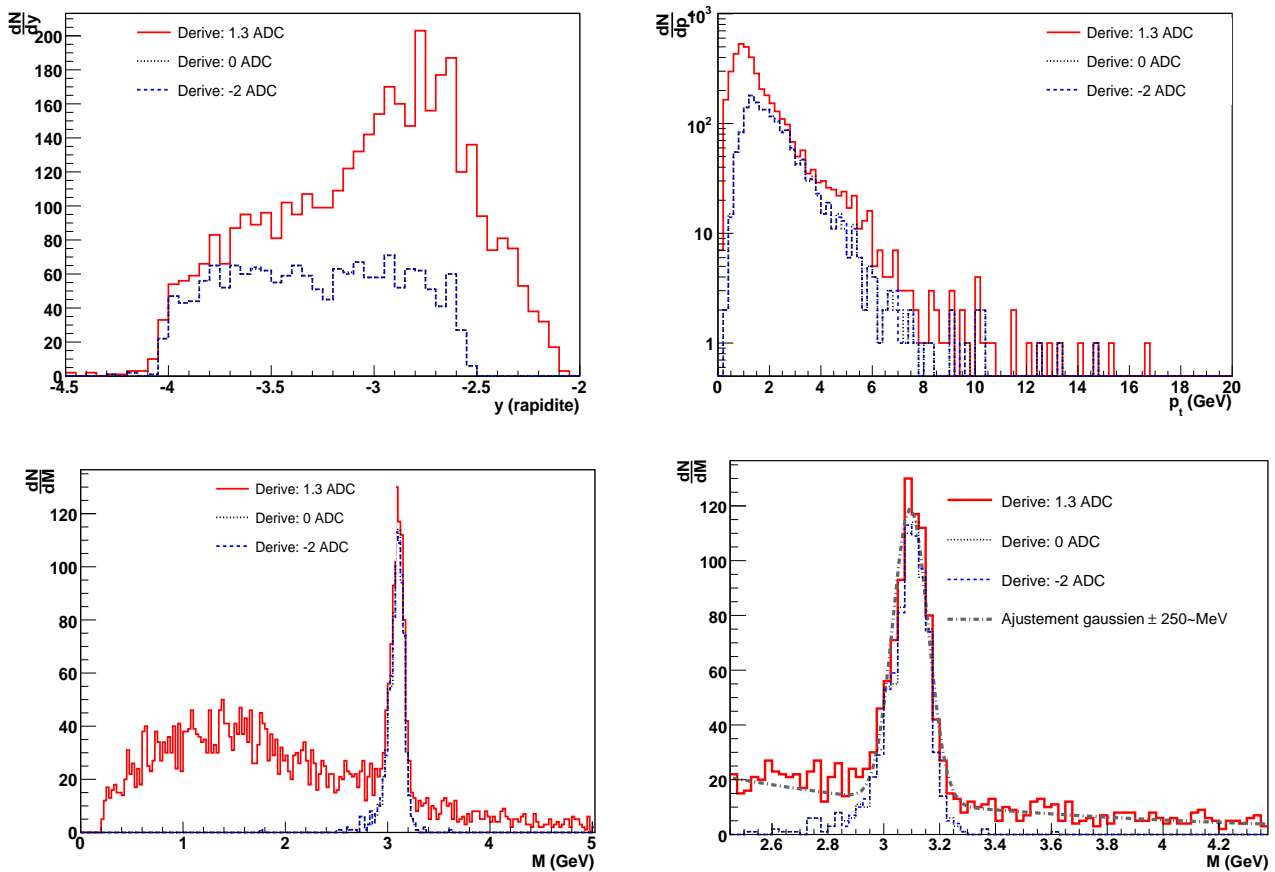 dN
dy
200
180
160
140
120
100
80
60
40
20
0
-4.5
-4
-3.5
-3
-2.5
-2
y (rapidite)
Derive: 1.3 ADC
Derive: 0 ADC
Derive: -2 ADC
dN
dp
10^3
10^2
10
1
0
2
4
6
8
10
12
14
16
18
20
p_t (GeV)
Derive: 1.3 ADC
Derive: 0 ADC
Derive: -2 ADC
dN
dM
120
100
80
60
40
20
0
0
1
2
3
4
5
M (GeV)
Derive: 1.3 ADC
Derive: 0 ADC
Derive: -2 ADC
dN
dM
120
100
80
60
40
20
0
2.6
2.8
3
3.2
3.4
3.6
3.8
4
4.2
M (GeV)
Derive: 1.3 ADC
Derive: 0 ADC
Derive: -2 ADC
Ajustement gaussien ± 250~MeV